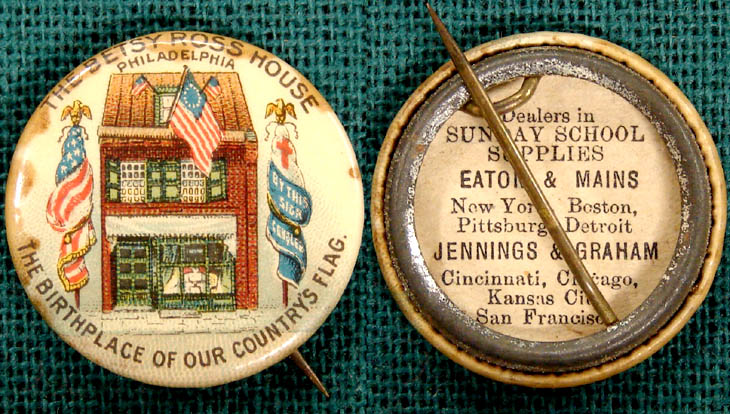 THE BETSY ROSS HOUSE
PHILADELPHIA
BY THIS
SIGN
CONQUER
THE BIRTHPLACE OF OUR COUNTRY'S FLAG.
Dealers in
SUNDAY SCHOOL
SUPPLIES
EATON & MAINS
New York, Boston,
Pittsburg, Detroit
JENNINGS & GRAHAM
Cincinnati, Chicago,
Kansas City
San Francisco